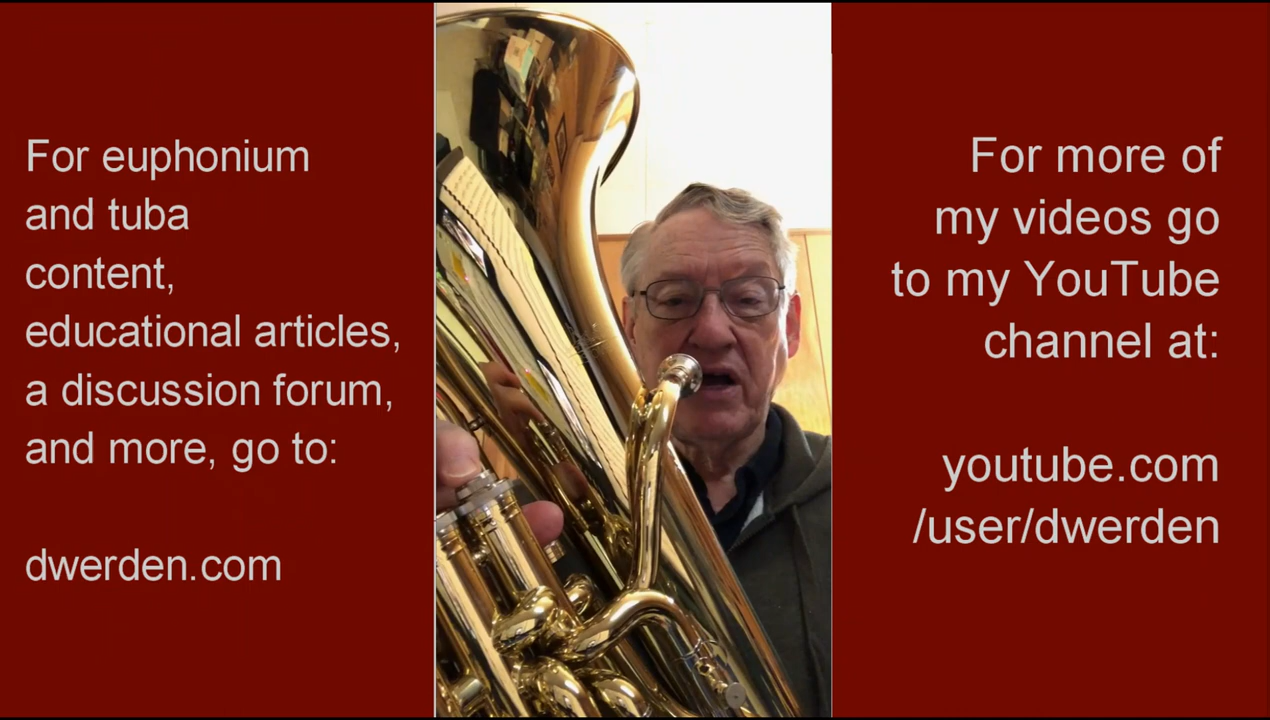 For euphonium
and tuba
content,
educational articles,
a discussion forum,
and more, go to:
dwerden.com
For more of
my videos go
to my YouTube
channel at:
youtube.com
/user/dwerden